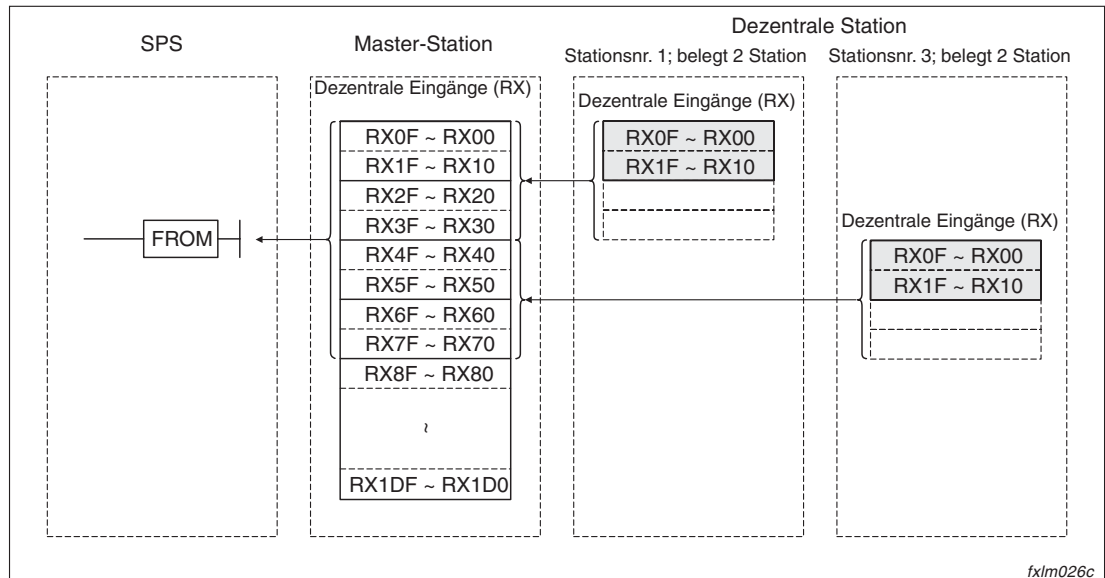 Dezentrale Station
SPS
Master-Station
Stationsnr. 1; belegt 2 Station
Stationsnr. 3; belegt 2 Station
Dezentrale Eingänge (RX)
RX0F ~ RX00
RX1F ~ RX10
RX2F ~ RX20
RX3F ~ RX30
RX4F ~ RX40
RX5F ~ RX50
RX6F ~ RX60
RX7F ~ RX70
RX8F ~ RX80
~
RX1DF ~ RX1D0
FROM
Dezentrale Eingänge (RX)
RX0F ~ RX00
RX1F ~ RX10
Dezentrale Eingänge (RX)
RX0F ~ RX00
RX1F ~ RX10
fxlm026c